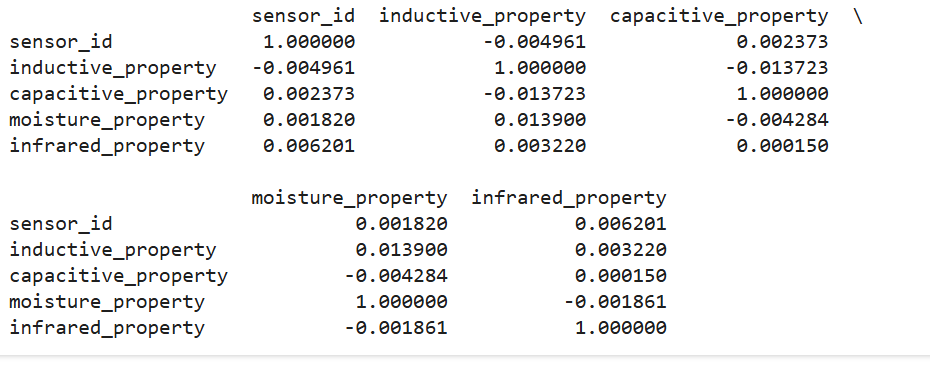 sensor_id inductive_property capacitive_property \
sensor_id 1.000000 -0.004961 0.002373
inductive_property -0.004961 1.000000 -0.013723
capacitive_property 0.002373 -0.013723 1.000000
moisture_property 0.001820 0.013900 -0.004284
infrared_property 0.006201 0.003220 0.000150
moisture_property infrared_property
sensor_id 0.001820 0.006201
inductive_property 0.013900 0.003220
capacitive_property -0.004284 0.000150
moisture_property 1.000000 -0.001861
infrared_property -0.001861 1.000000